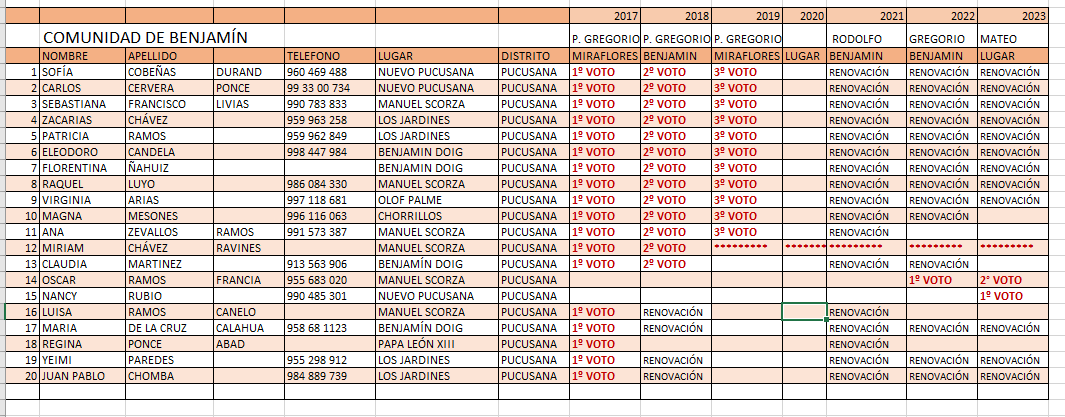 2017 2018 2019 2020 2021 2022 2023
COMUNIDAD DE BENJAMÍN P. GREGORIO P. GREGORIO P. GREGORIO RODOLFO GREGORIO MATEO
NOMBRE APELLIDO TELEFONO LUGAR DISTRITO MIRAFLORES BENJAMIN MIRAFLORES LUGAR BENJAMIN BENJAMIN LUGAR
1 SOFÍA COBEÑAS DURAND 960 469 488 NUEVO PUCUSANA PUCUSANA 1º VOTO 2º VOTO 3º VOTO RENOVACIÓN RENOVACIÓN RENOVACIÓN
2 CARLOS CERVERA PONCE 99 33 00 734 NUEVO PUCUSANA PUCUSANA 1º VOTO 2º VOTO 3º VOTO RENOVACIÓN RENOVACIÓN RENOVACIÓN
3 SEBASTIANA FRANCISCO LIVIAS 990 783 833 MANUEL SCORZA PUCUSANA 1º VOTO 2º VOTO 3º VOTO RENOVACIÓN RENOVACIÓN RENOVACIÓN
4 ZACARIAS CHÁVEZ 959 963 258 LOS JARDINES PUCUSANA 1º VOTO 2º VOTO 3º VOTO RENOVACIÓN RENOVACIÓN RENOVACIÓN
5 PATRICIA RAMOS 959 962 849 LOS JARDINES PUCUSANA 1º VOTO 2º VOTO 3º VOTO RENOVACIÓN RENOVACIÓN RENOVACIÓN
6 ELEODORO CANDELA 998 447 984 BENJAMIN DOIG PUCUSANA 1º VOTO 2º VOTO 3º VOTO RENOVACIÓN RENOVACIÓN RENOVACIÓN
7 FLORENTINA ÑAHUIZ BENJAMIN DOIG PUCUSANA 1º VOTO 2º VOTO 3º VOTO RENOVACIÓN RENOVACIÓN RENOVACIÓN
8 RAQUEL LUYO 986 084 330 MANUEL SCORZA PUCUSANA 1º VOTO 2º VOTO 3º VOTO RENOVACIÓN RENOVACIÓN RENOVACIÓN
9 VIRGINIA ARIAS 997 118 681 OLOF PALME PUCUSANA 1º VOTO 2º VOTO 3º VOTO RENOVACIÓN RENOVACIÓN RENOVACIÓN
10 MAGNA MESONES 996 116 063 CHORRILLOS PUCUSANA 1º VOTO 2º VOTO 3º VOTO RENOVACIÓN RENOVACIÓN
11 ANA ZEVALLOS RAMOS 991 573 387 MANUEL SCORZA PUCUSANA 1º VOTO 2º VOTO 3º VOTO RENOVACIÓN
12 MIRIAM CHÁVEZ RAVINES MANUEL SCORZA PUCUSANA 1º VOTO 2º VOTO ********* ******* ********* ********* *********
13 CLAUDIA MARTINEZ 913 563 906 BENJAMÍN DOIG PUCUSANA 1º VOTO 2º VOTO RENOVACIÓN RENOVACIÓN
14 OSCAR RAMOS FRANCIA 955 683 020 MANUEL SCORZA PUCUSANA 1º VOTO 2° VOTO
15 NANCY RUBIO 990 485 301 NUEVO PUCUSANA PUCUSANA 1º VOTO
16 LUISA RAMOS CANELO MANUEL SCORZA PUCUSANA 1º VOTO RENOVACIÓN RENOVACIÓN
17 MARIA DE LA CRUZ CALAHUA 958 68 1123 BENJAMÍN DOIG PUCUSANA 1º VOTO RENOVACIÓN RENOVACIÓN RENOVACIÓN RENOVACIÓN
18 REGINA PONCE ABAD PAPA LEÓN XIII PUCUSANA 1º VOTO RENOVACIÓN
19 YEIMI PAREDES 955 298 912 LOS JARDINES PUCUSANA 1º VOTO RENOVACIÓN RENOVACIÓN RENOVACIÓN RENOVACIÓN
20 JUAN PABLO CHOMBA 984 889 739 LOS JARDINES PUCUSANA 1º VOTO RENOVACIÓN RENOVACIÓN RENOVACIÓN RENOVACIÓN